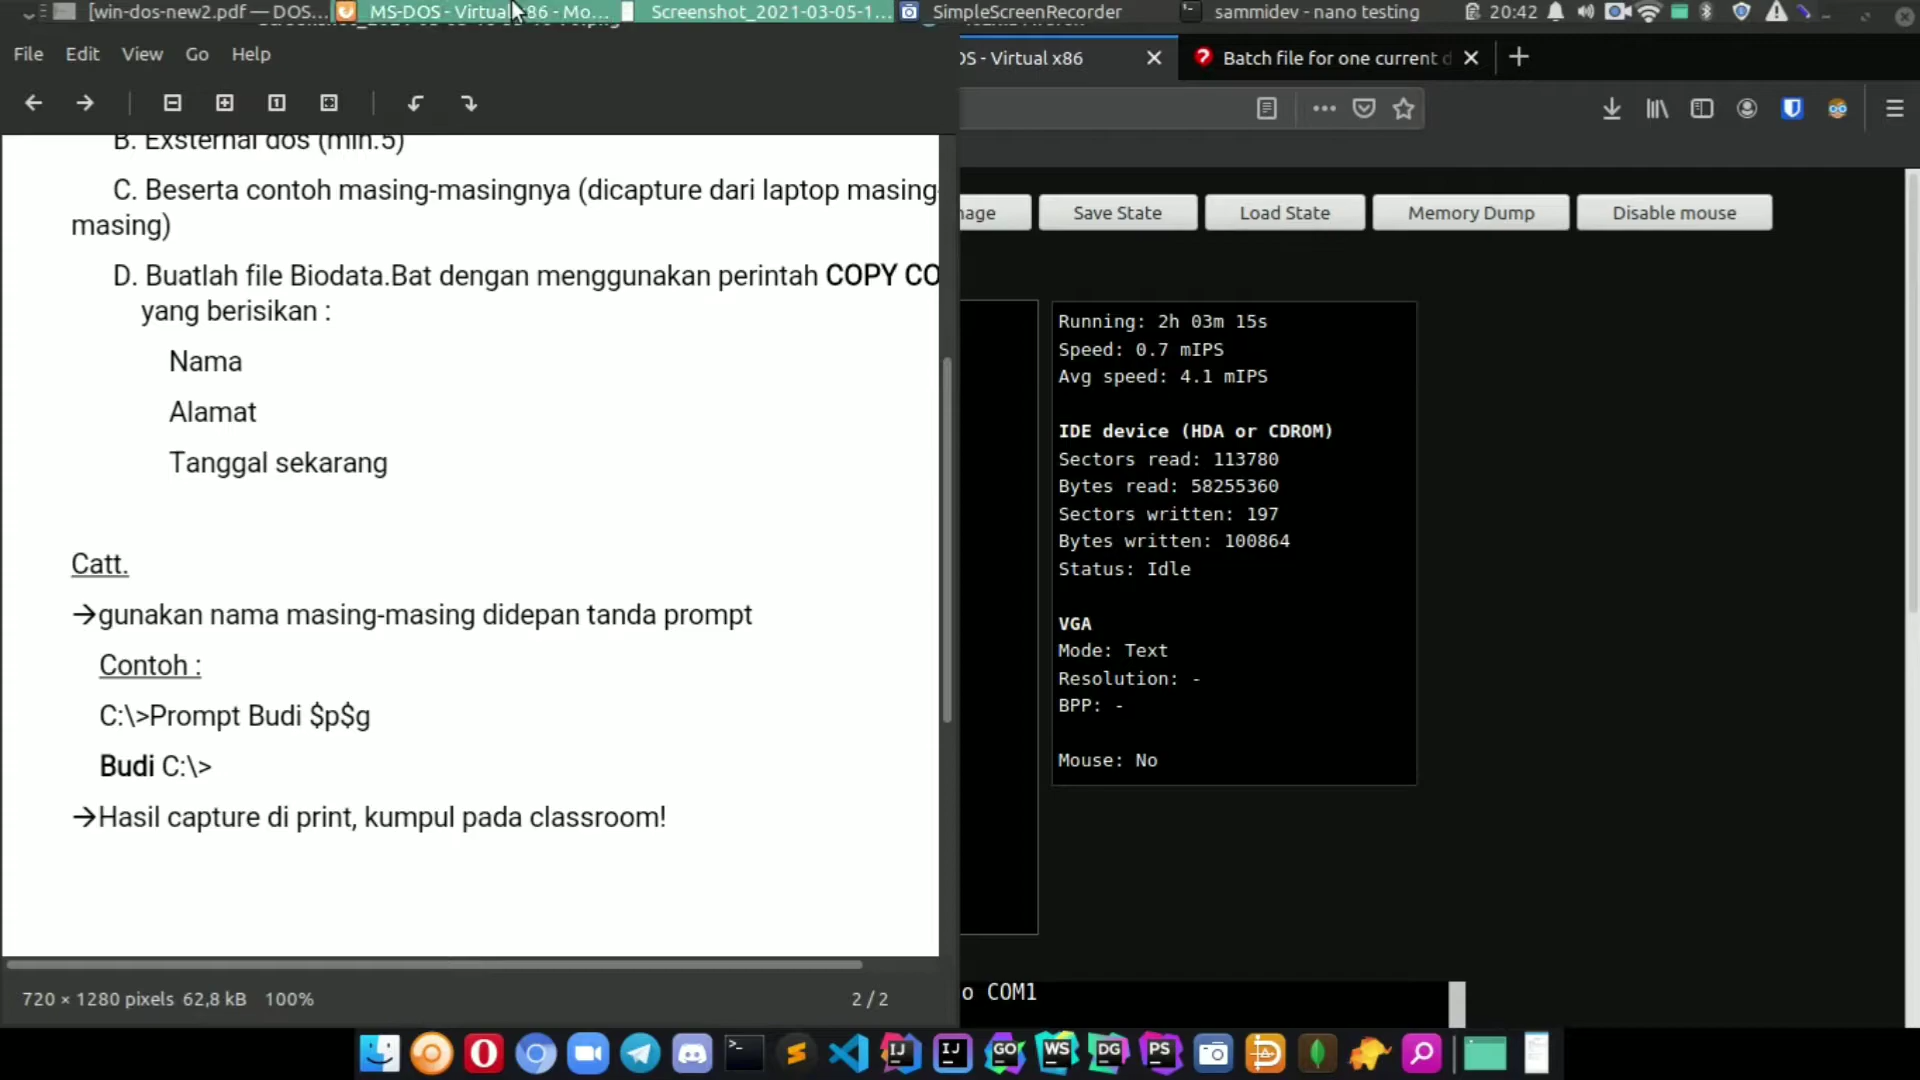 [win-dos-new2.pdf — DOS...
MS-DOS - Virtual x86 - Mo...
Screenshot_2021-03-05-1...
SimpleScreenRecorder
sammidev - nano testing
20:42
File Edit View Go Help
B. Exsternal dos (min.5)
C. Beserta contoh masing-masingnya (dicapture dari laptop masing-
masing)
D. Buatlah file Biodata.Bat dengan menggunakan perintah COPY CO
yang berisikan :
Nama
Alamat
Tanggal sekarang
Catt.
→gunakan nama masing-masing didepan tanda prompt
Contoh :
C:\>Prompt Budi $p$g
Budi C:\>
→Hasil capture di print, kumpul pada classroom!
720 × 1280 pixels 62,8 kB 100%
2 / 2
OS - Virtual x86
Batch file for one current d
Save State
Load State
Memory Dump
Disable mouse
Running: 2h 03m 15s
Speed: 0.7 mIPS
Avg speed: 4.1 mIPS
IDE device (HDA or CDROM)
Sectors read: 113780
Bytes read: 58255360
Sectors written: 197
Bytes written: 100864
Status: Idle
VGA
Mode: Text
Resolution: -
BPP: -
Mouse: No
o COM1